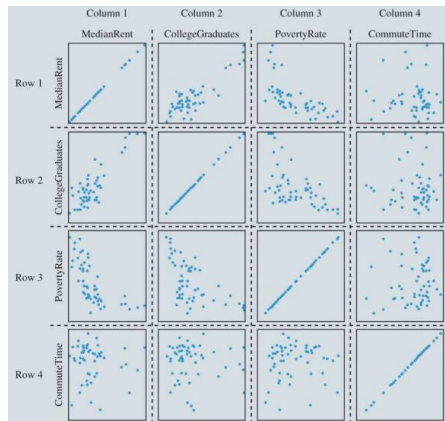 Column 1 Column 2 Column 3 Column 4
MedianRent CollegeGraduates PovertyRate CommuteTime
Row 1 MedianRent
Row 2 CollegeGraduates
Row 3 PovertyRate
Row 4 CommuteTime